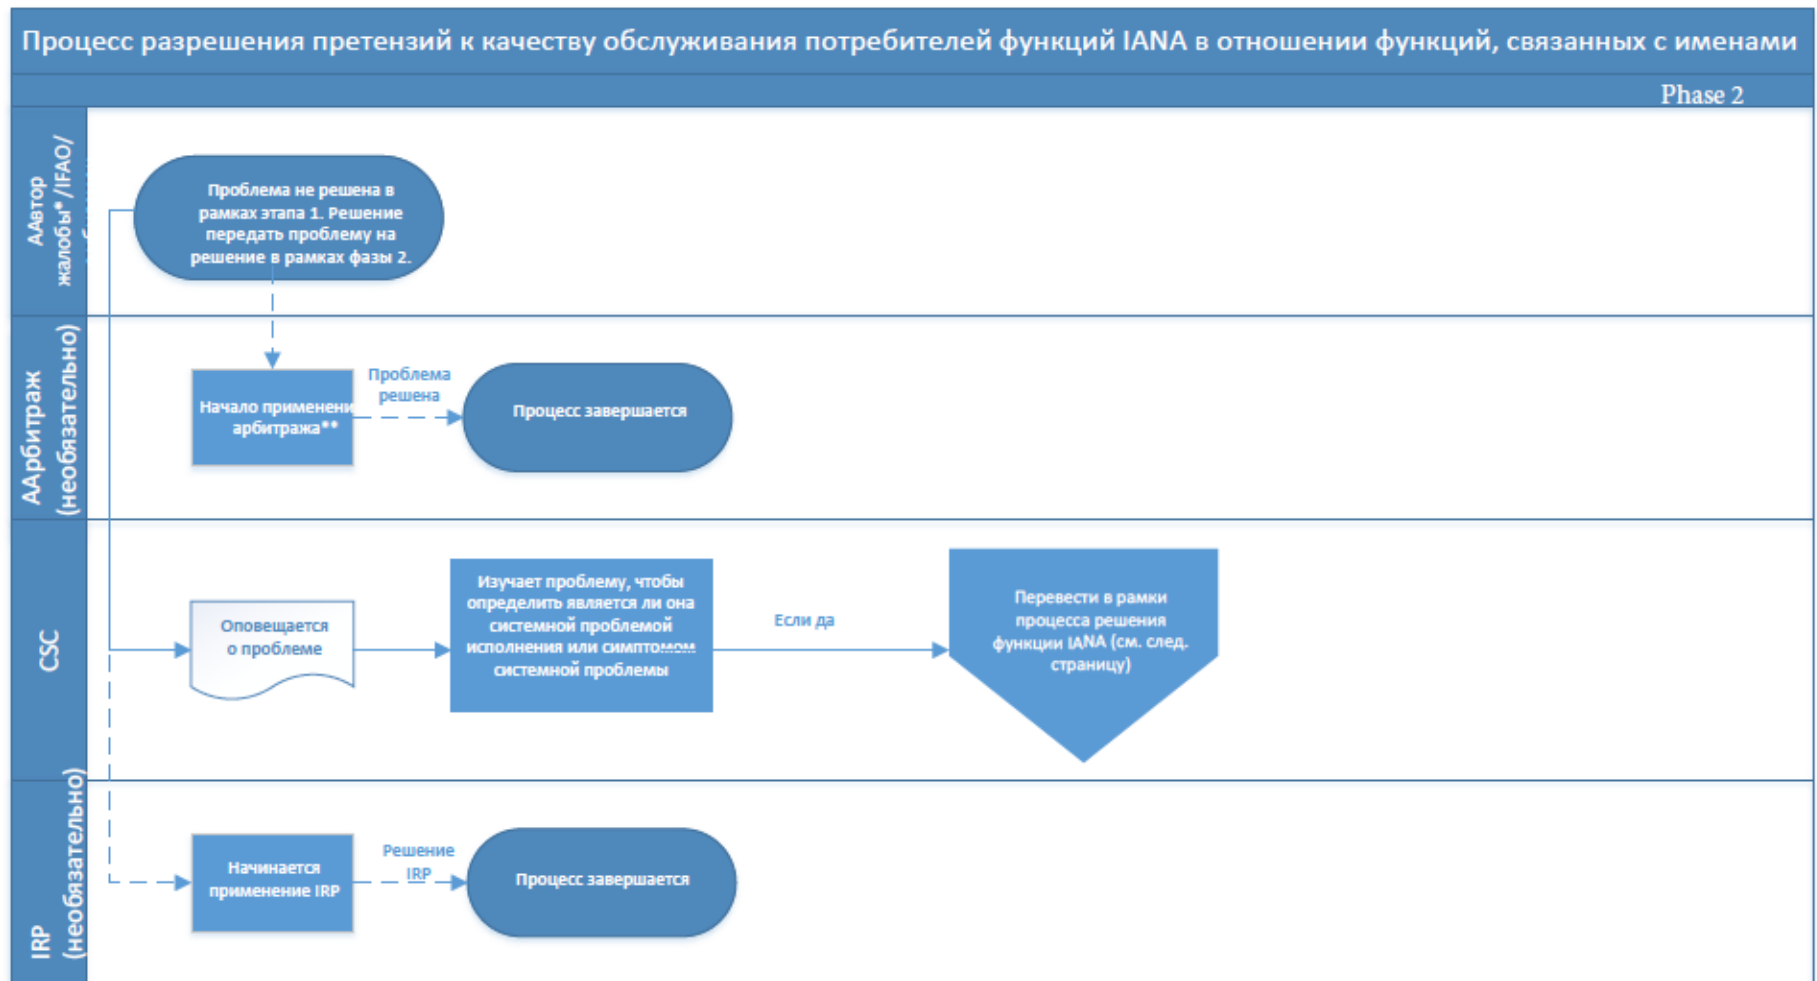 Процесс разрешения претензий к качеству обслуживания потребителей функций IANA в отношении функций, связанных с именами
Phase 2
ААвтор
жалобы*/IFAO/
Проблема не решена в
рамках этапа 1. Решение
передать проблему на
решение в рамках фазы 2.
ААрбитраж
(необязательно)
Начало применени
арбитража**
Проблема
решена
Процесс завершается
CSC
Оповещается
о проблеме
Изучает проблему, чтобы
определить является ли она
системной проблемой
исполнения или симптомом
системной проблемы
Если да
Перевести в рамки
процесса решения
функции IANA (см. след.
страницу)
IRP
(необязательно)
Начинается
применение IRP
Решение
IRP
Процесс завершается